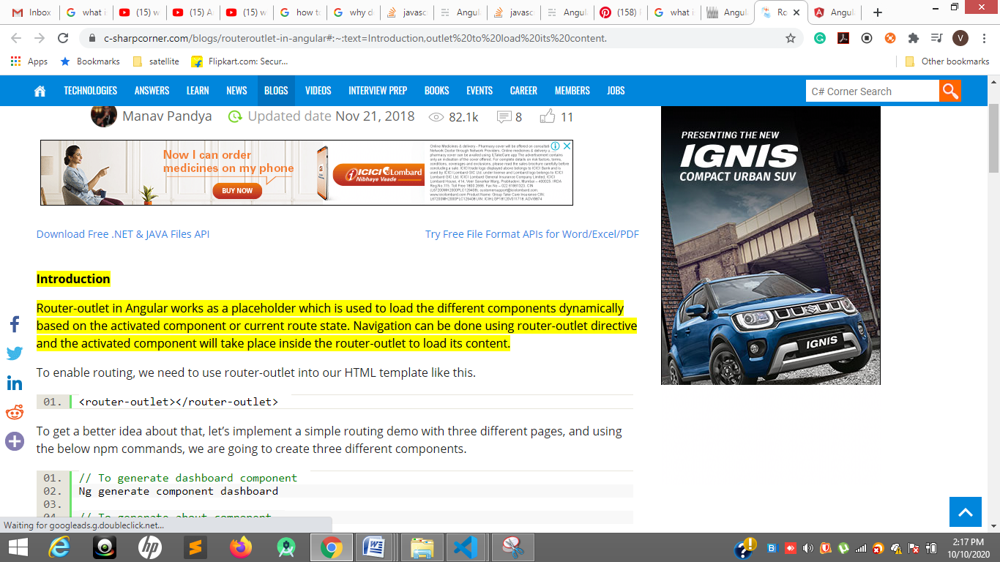 Inbox
what i
(15) w
(15) A
(15) w
how to
why do
javasc
Angula
javasc
Angula
(158)
what i
Angul
Ro
Angul
c-sharpcorner.com/blogs/routeroutlet-in-angular#:~:text=Introduction,outlet%20to%20load%20its%20content.
V
Apps
Bookmarks
satellite
Flipkart.com: Secur...
Other bookmarks
TECHNOLOGIES
ANSWERS
LEARN
NEWS
BLOGS
VIDEOS
INTERVIEW PREP
BOOKS
EVENTS
CAREER
MEMBERS
JOBS
C# Corner Search
Manav Pandya
Updated date Nov 21, 2018
82.1k
8
11
Now I can order
medicines on my phone
BUY NOW
ICICI Lombard
Nibhaye Vaade
PRESENTING THE NEW
IGNIS
COMPACT URBAN SUV
IGNIS
Download Free .NET & JAVA Files API
Try Free File Format APIs for Word/Excel/PDF
Introduction
Router-outlet in Angular works as a placeholder which is used to load the different components dynamically
based on the activated component or current route state. Navigation can be done using router-outlet directive
and the activated component will take place inside the router-outlet to load its content.
To enable routing, we need to use router-outlet into our HTML template like this.
01. <router-outlet></router-outlet>
To get a better idea about that, let’s implement a simple routing demo with three different pages, and using
the below npm commands, we are going to create three different components.
01. // To generate dashboard component
02. Ng generate component dashboard
03.
04. // To generate about component
Waiting for googleads.g.doubleclick.net...
2:17 PM
10/10/2020